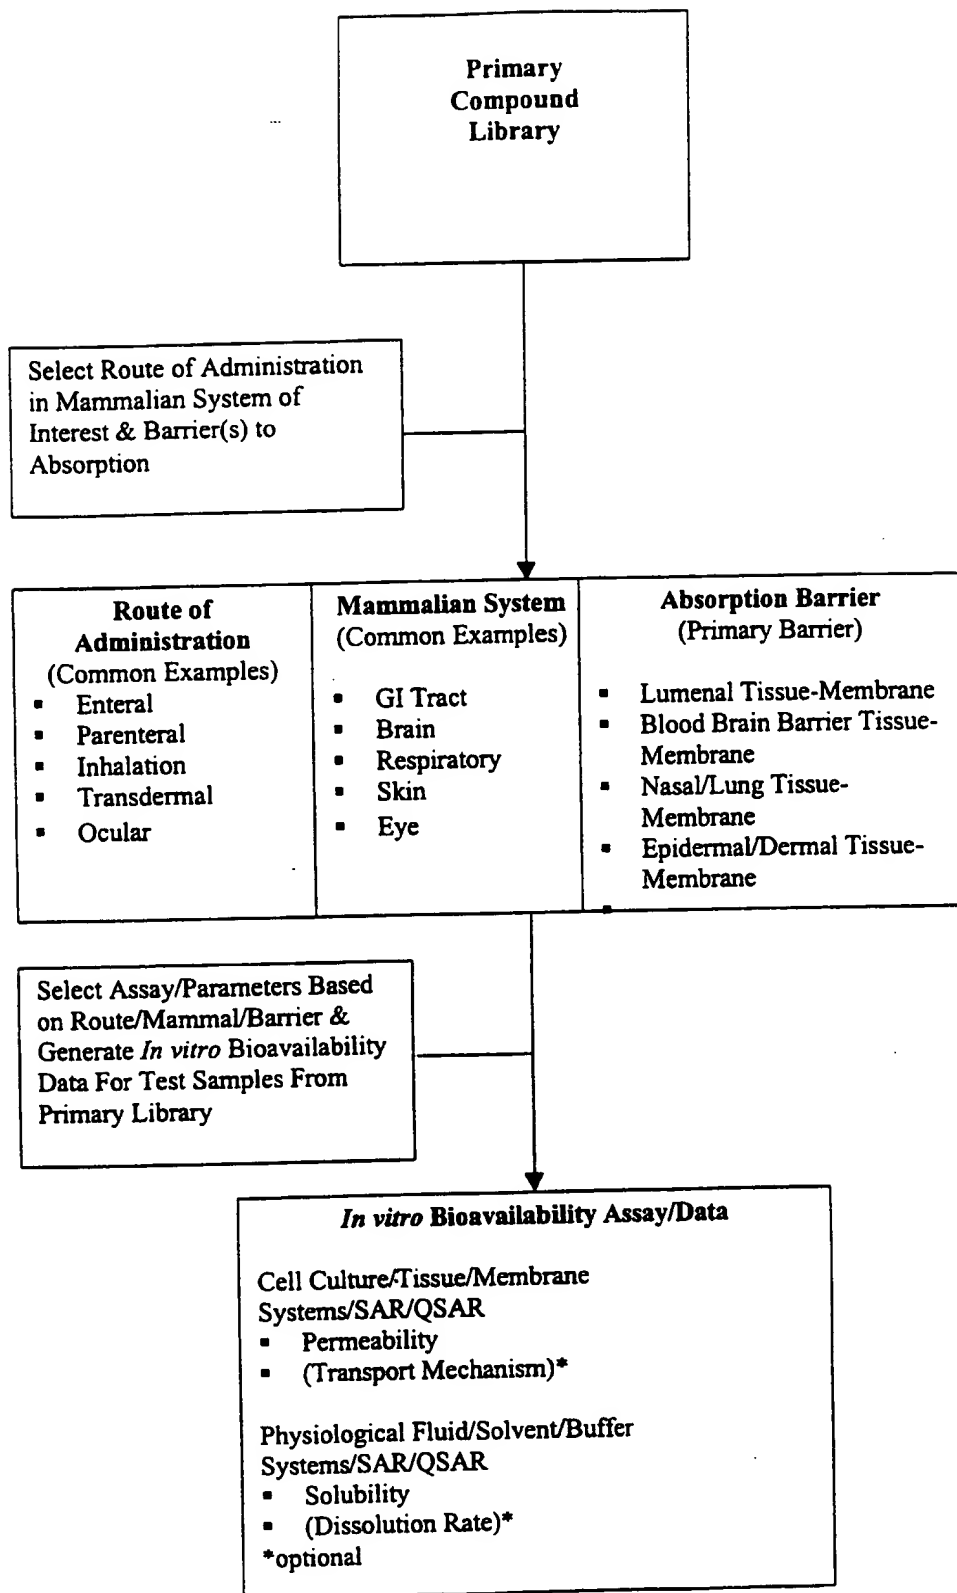 Primary
Compound
Library
Select Route of Administration
in Mammalian System of
Interest & Barrier(s) to
Absorption
Route of
Administration
(Common Examples)
▪ Enteral
▪ Parenteral
▪ Inhalation
▪ Transdermal
▪ Ocular
Mammalian System
(Common Examples)
▪ GI Tract
▪ Brain
▪ Respiratory
▪ Skin
▪ Eye
Absorption Barrier
(Primary Barrier)
▪ Lumenal Tissue-Membrane
▪ Blood Brain Barrier Tissue-
Membrane
▪ Nasal/Lung Tissue-
Membrane
▪ Epidermal/Dermal Tissue-
Membrane
▪
Select Assay/Parameters Based
on Route/Mammal/Barrier &
Generate In vitro Bioavailability
Data For Test Samples From
Primary Library
In vitro Bioavailability Assay/Data
Cell Culture/Tissue/Membrane
Systems/SAR/QSAR
▪ Permeability
▪ (Transport Mechanism)*
Physiological Fluid/Solvent/Buffer
Systems/SAR/QSAR
▪ Solubility
▪ (Dissolution Rate)*
*optional